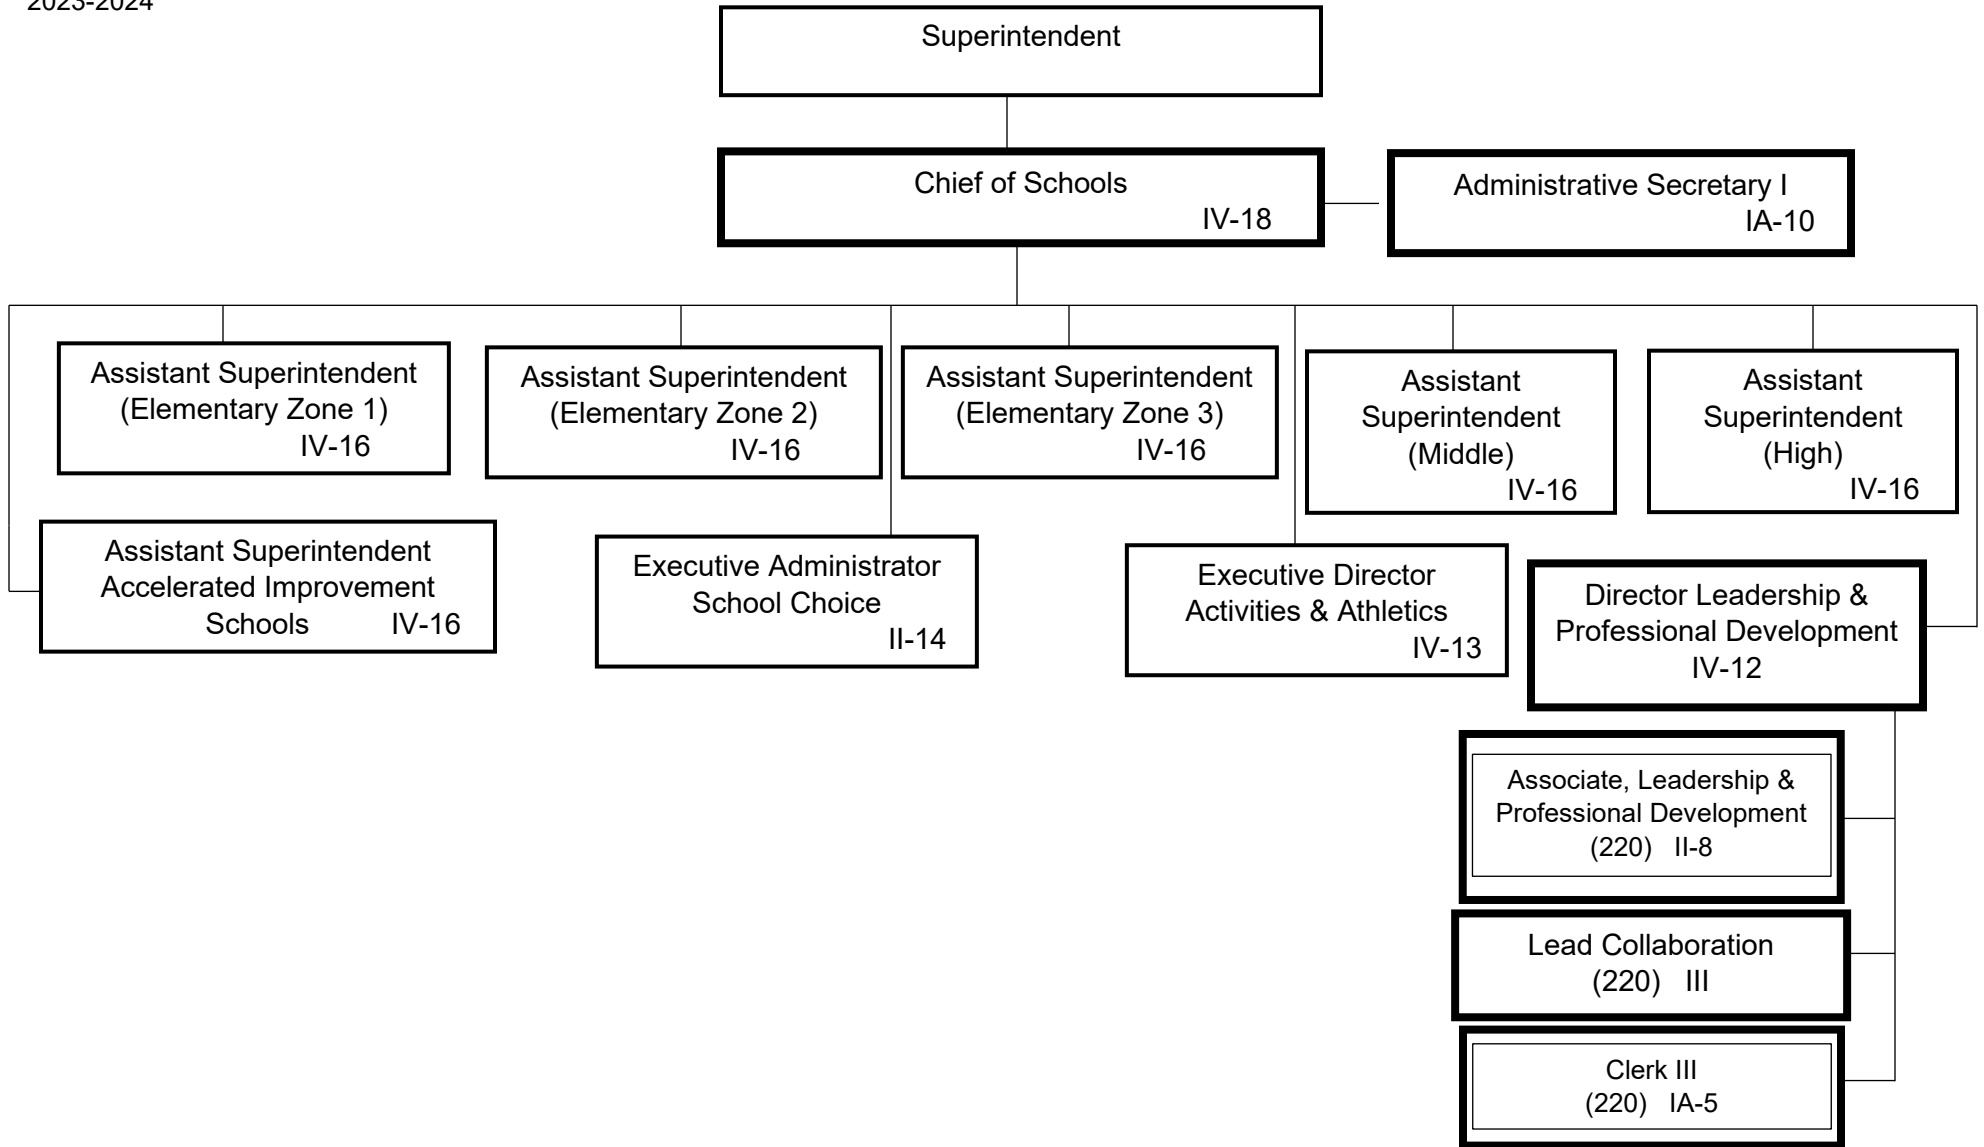 2023-2024
Superintendent
Chief of Schools
IV-18
Administrative Secretary I
IA-10
Assistant Superintendent
(Elementary Zone 1)
IV-16
Assistant Superintendent
(Elementary Zone 2)
IV-16
Assistant Superintendent
(Elementary Zone 3)
IV-16
Assistant
Superintendent
(Middle)
IV-16
Assistant
Superintendent
(High)
IV-16
Assistant Superintendent
Accelerated Improvement
Schools IV-16
Executive Administrator
School Choice
II-14
Executive Director
Activities & Athletics
IV-13
Director Leadership &
Professional Development
IV-12
Associate, Leadership &
Professional Development
(220) II-8
Lead Collaboration
(220) III
Clerk III
(220) IA-5